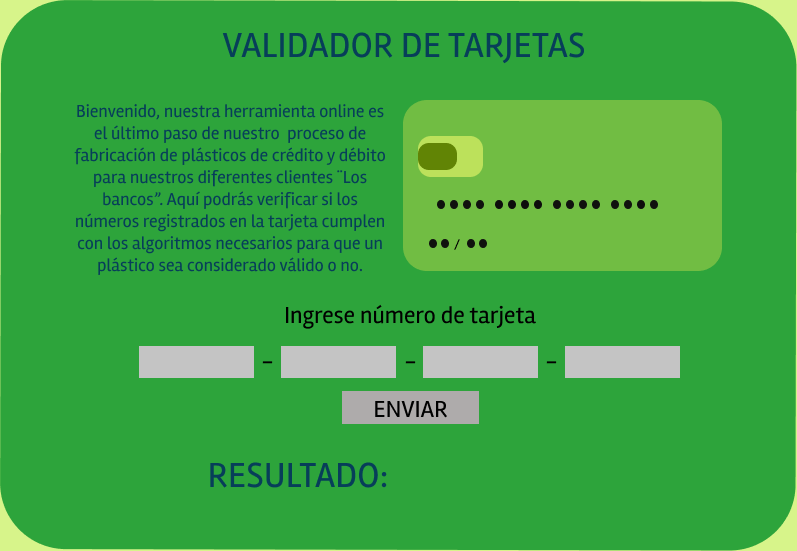 VALIDADOR DE TARJETAS
Bienvenido, nuestra herramienta online es
el último paso de nuestro  proceso de
fabricación de plásticos de crédito y débito
para nuestros diferentes clientes ¨Los
bancos”. Aquí podrás verificar si los
números registrados en la tarjeta cumplen
con los algoritmos necesarios para que un
plástico sea considerado válido o no.
•••• •••• •••• ••••
••/••
Ingrese número de tarjeta
– – –
ENVIAR
RESULTADO: